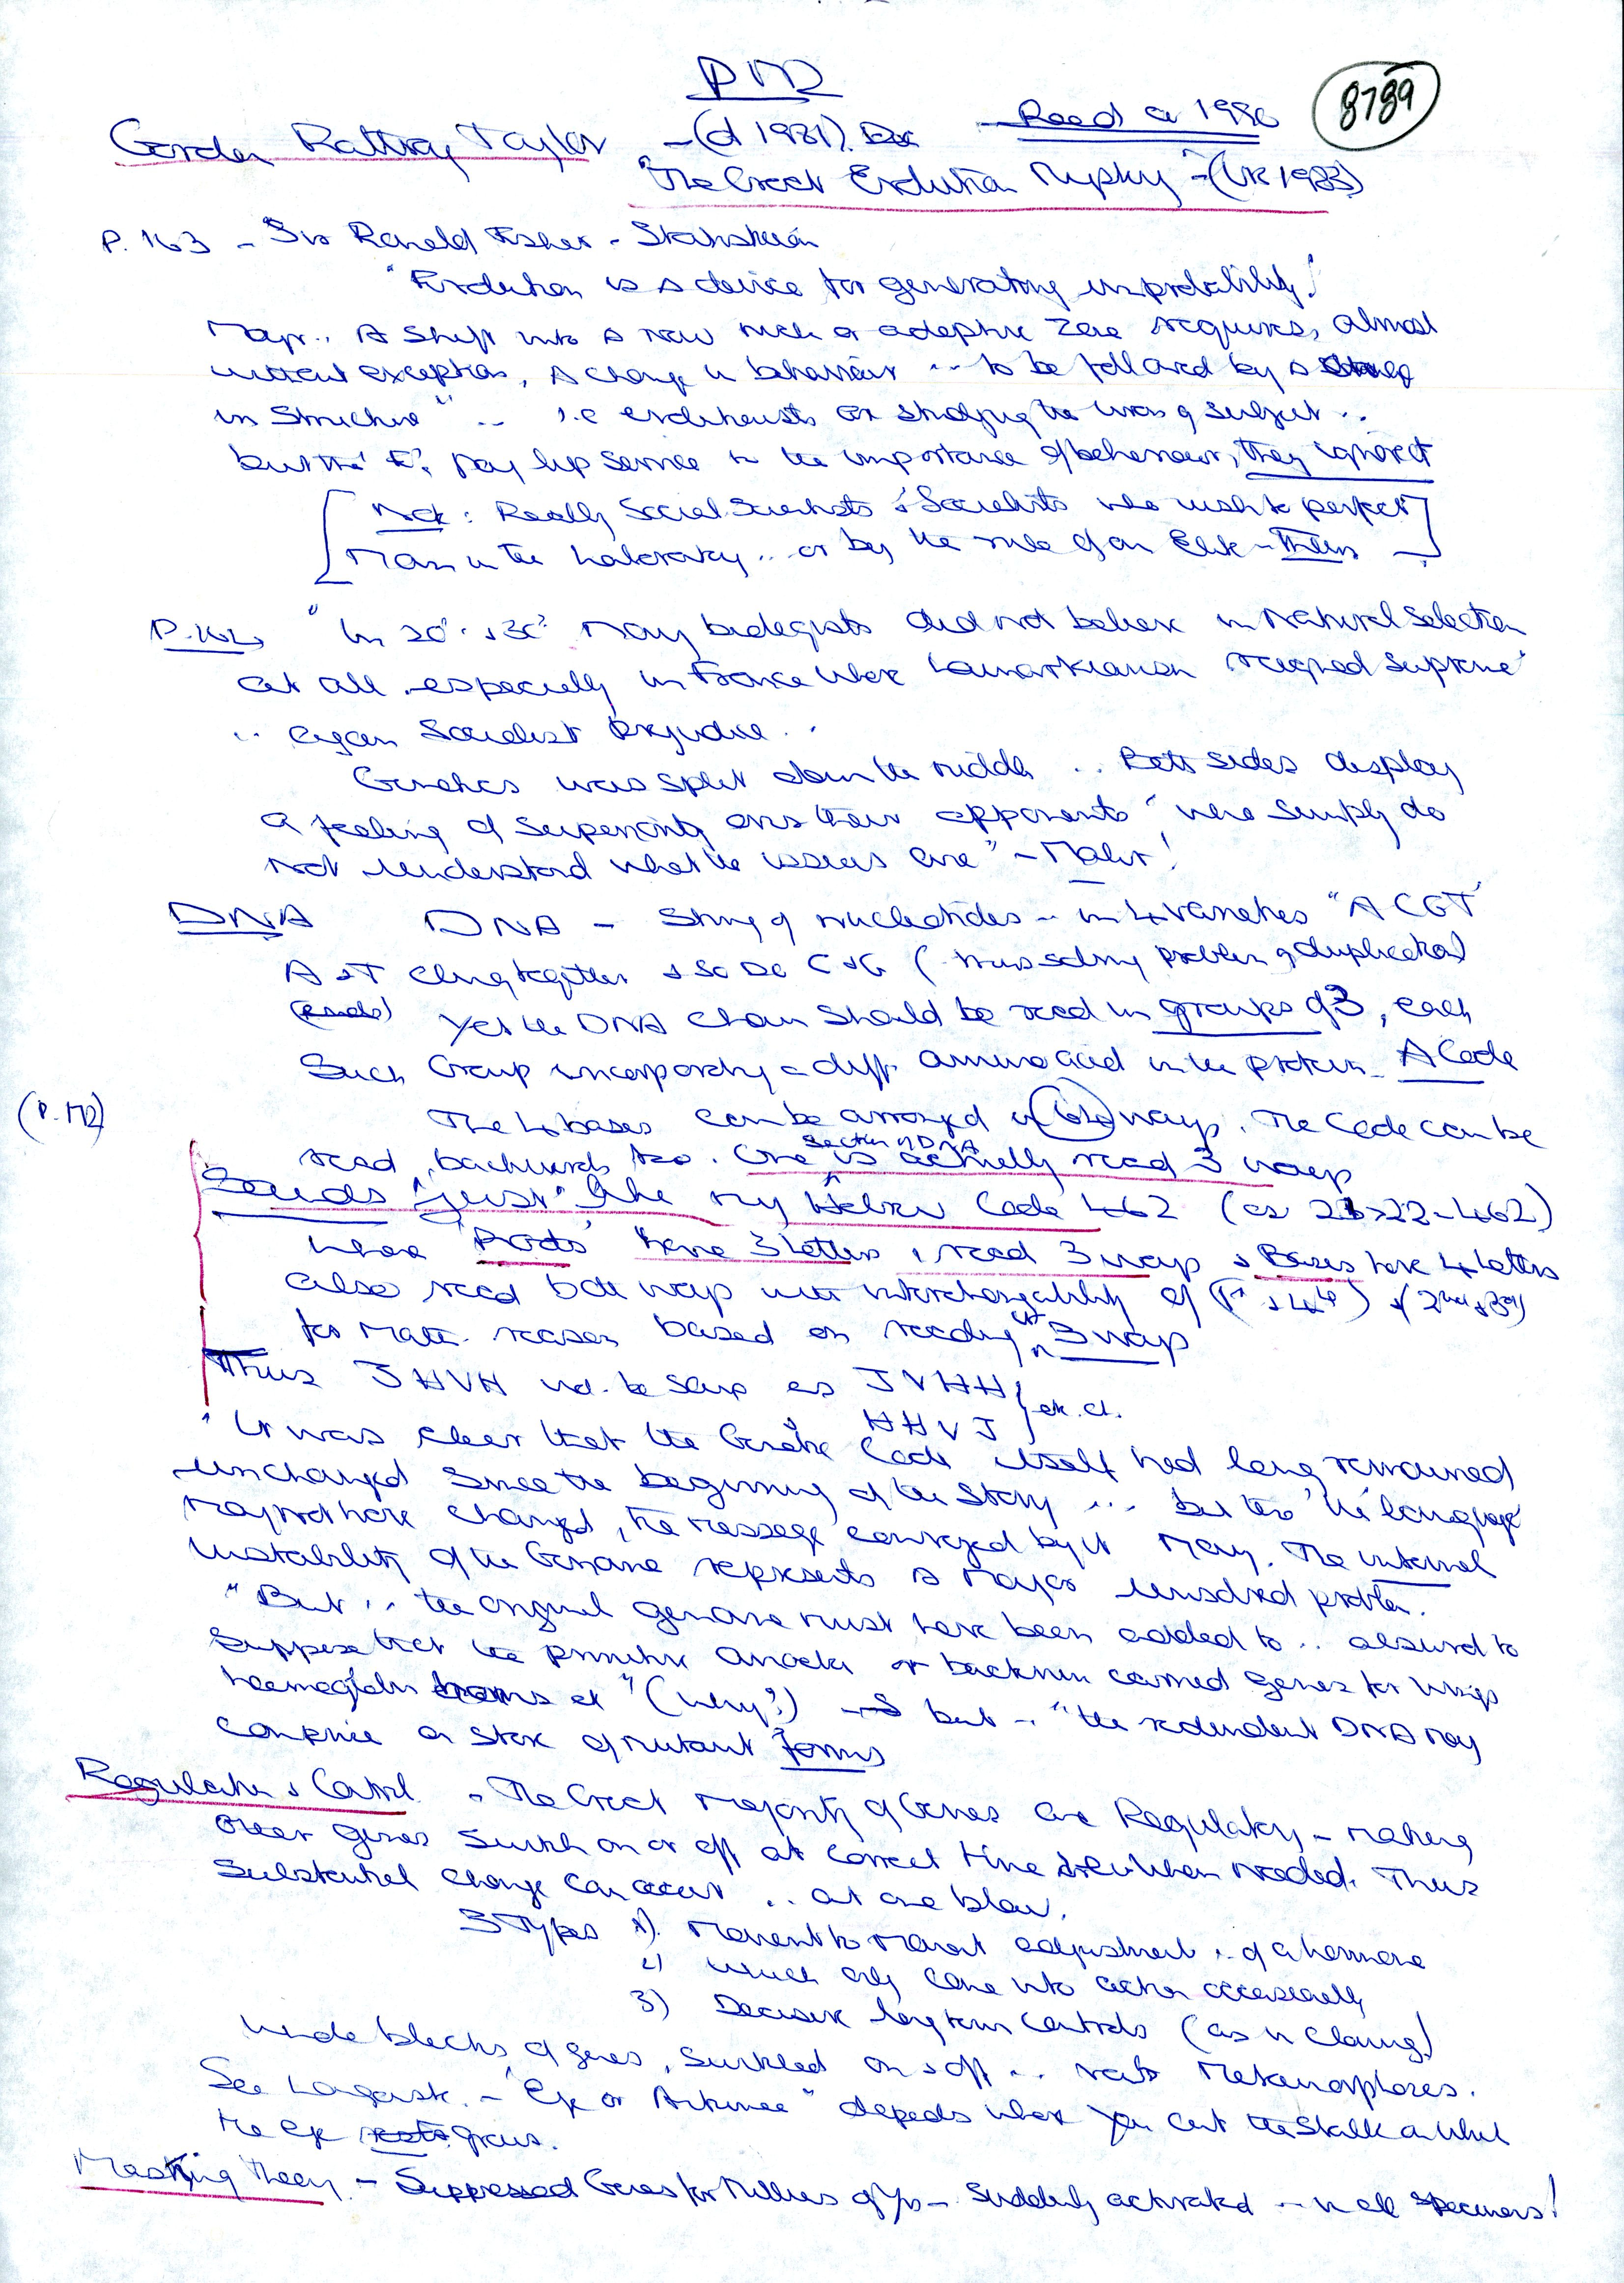 PM2
8789
Gordon Rattray Taylor - (d 1981). Read a 1986
"The Great Evolution Mystery" - (UK 1983)
P. 163 - Sir Ronald Fisher - Statistician
"Evolution is a device for generating improbability!
Mayr.. A shift into a new niche or adaptive zone requires, almost
without exception, a change in behaviour .. to be followed by a
in structure" .. i.e evolutionists are studying the wrong subject ..
but tho' they pay lip service to the importance of behaviour, they ignore it
[Note: Really Social Scientists & Socialists who wish to perfect
Man in the Laboratory .. or by the rule of an Elite - Them]
P.162 "In 20's & 30's many biologists did not believe in Natural Selection
at all especially in France where Lamarkianism reigned supreme"
.. again Socialist Prejudice ..
Genetics was split down the middle .. Both sides display
a feeling of superiority over their opponents "who simply do
not understand what the issues are" - Mahr!
DNA DNA - String of nucleotides - in 4 varieties "ACGT"
A & T cling together & so do C & G (thus solving problem of duplication)
yet the DNA chain should be read in groups of 3, each
such Group incorporating a diff. amino acid in the protein - A Code
(P. 172) The 4 bases can be arranged in 64 ways. The Code can be
read, backwards too. One section of DNA is actually read 3 ways
Sounds "just" like my Hebrew Code 462 (as 21x22=462)
where 'Roots' have 3 letters, & read 3 ways & Bases have 4 letters
also read both ways with interchangability of (1st & 4th) & (2nd & 3rd)
for Math. reason based on reading it 3 ways
Thus JHVH wd. be same as JVHH
HHVJ } etc. etc.
"It was clear that the Genetic Code itself had long remained
unchanged since the beginning of the story ... but tho' 'the language'
may not have changed, the message conveyed by it may. The internal
instability of the Genome represents a major unsolved problem.
"But .. the original genome must have been added to .. absurd to
suppose that the primitive amoeba or bacterium carried genes for wings
haemoglobin et" (why?) but - "the redundant DNA may
comprise a store of mutant forms
Regulation & Control. - The Great majority of Genes are Regulatory - making
other genes switch on or off at correct time when needed. Thus
substantial change can occur .. at one blow.
3 Types 1). Moment to moment adjustment .. of a hormone
2) which only come into action occasionally
3) Decisive long term controls (as in Cloning)
Whole blocks of genes, switched on & off .. Metamorphoses.
See - "Eye or Antennae" depends where you cut the stalk on which
the eye grows.
Masking Theory. - Suppressed Genes for Millions of yrs - Suddenly activated - in all specimens!